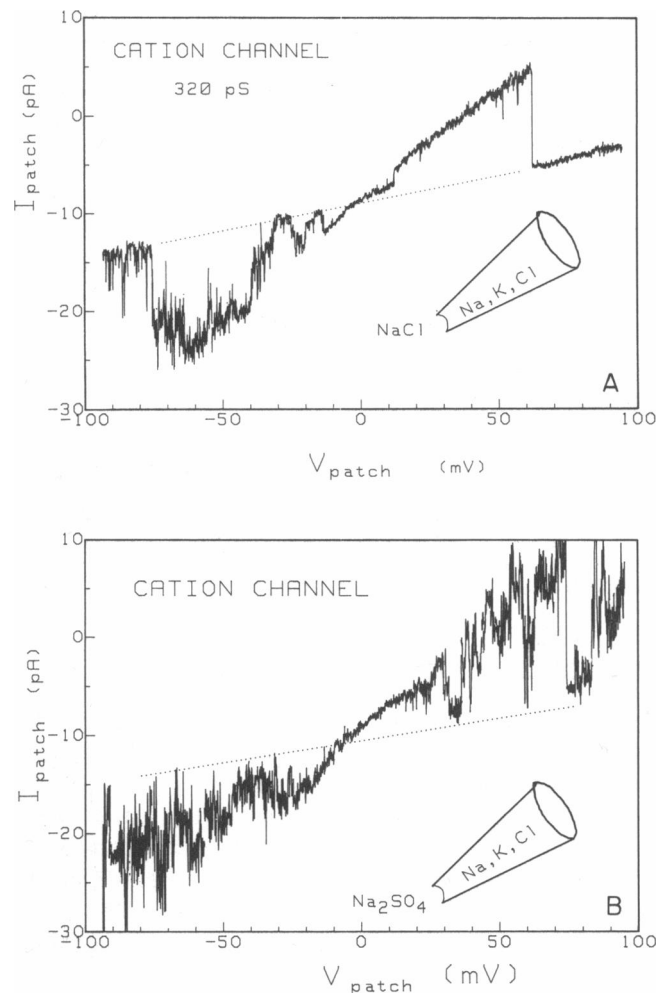 10
CATION CHANNEL
320 pS
0
I patch (pA)
-10
-20
Na, K, Cl
NaCl
A
-30
-100 -50 0 50 100
V patch (mV)
10
CATION CHANNEL
0
I patch (pA)
-10
-20
Na, K, Cl
Na₂SO₄
B
-30
-100 -50 0 50 100
V patch (mV)